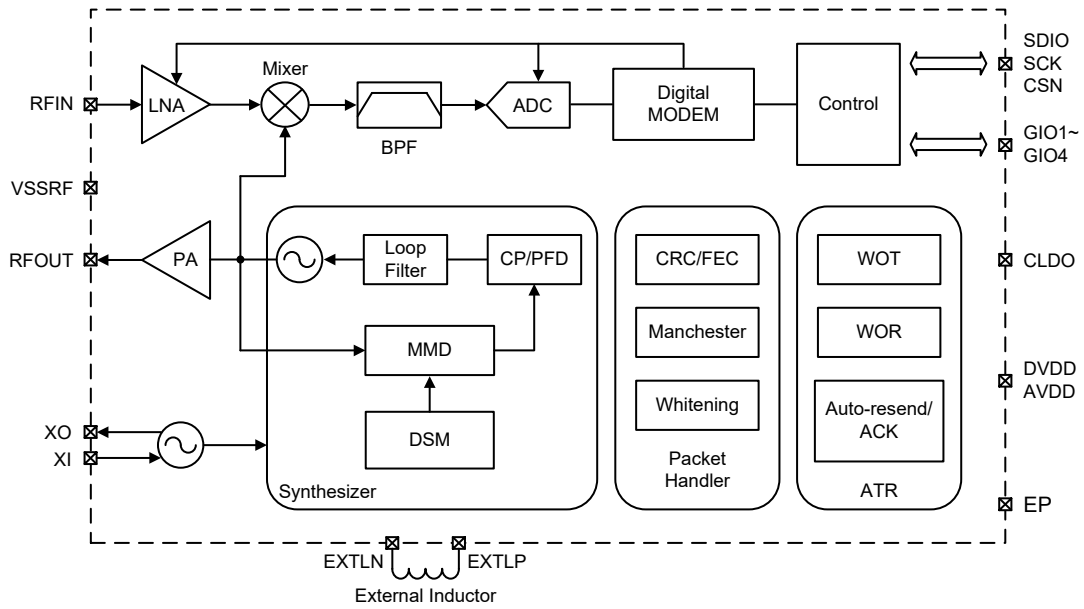 SDIO
SCK
CSN
Mixer
RFIN
LNA
ADC
Digital
MODEM
Control
BPF
GIO1~
GIO4
VSSRF
RFOUT
PA
Loop
Filter
CP/PFD
CRC/FEC
WOT
CLDO
MMD
Manchester
WOR
DVDD
AVDD
XO
XI
DSM
Whitening
Auto-resend/
ACK
Synthesizer
Packet
Handler
ATR
EP
EXTLN
EXTLP
External Inductor